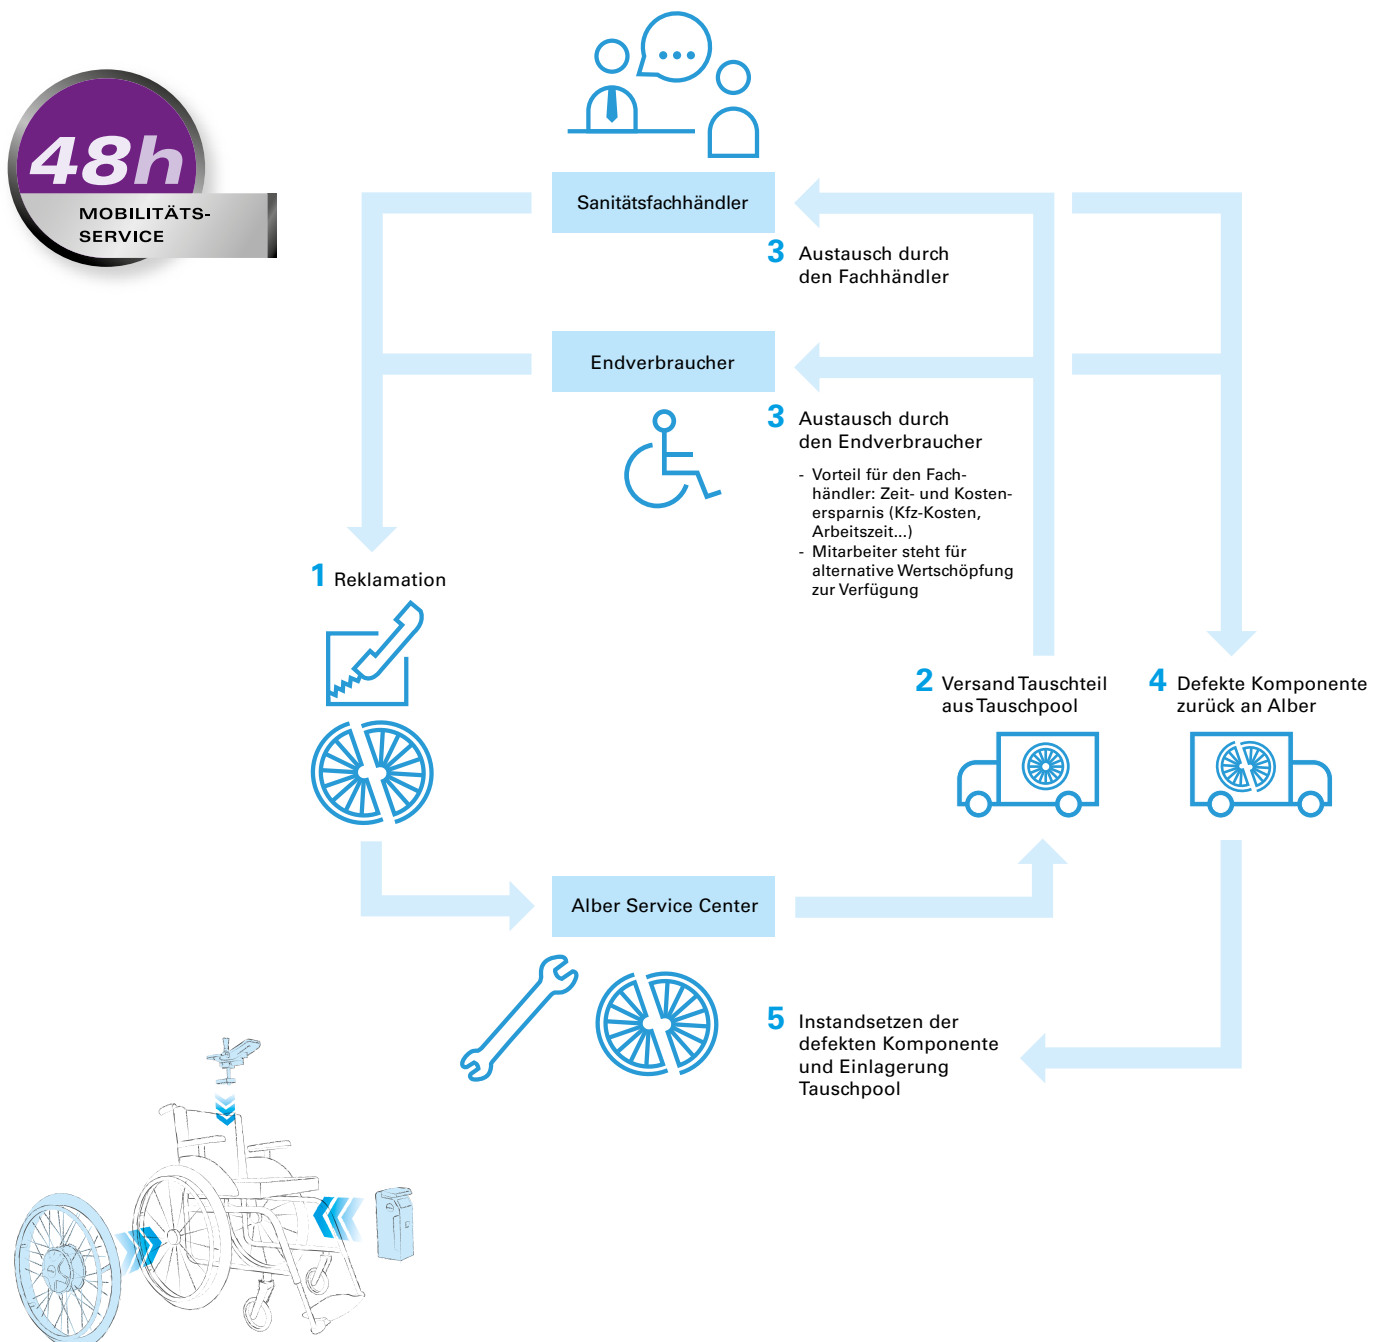 48h
MOBILITÄTS-
SERVICE
Sanitätsfachhändler
3 Austausch durch
den Fachhändler
Endverbraucher
3 Austausch durch
den Endverbraucher
- Vorteil für den Fach-
händler: Zeit- und Kosten-
ersparnis (Kfz-Kosten,
Arbeitszeit...)
- Mitarbeiter steht für
alternative Wertschöpfung
zur Verfügung
1 Reklamation
2 Versand Tauschteil
aus Tauschpool
4 Defekte Komponente
zurück an Alber
Alber Service Center
5 Instandsetzen der
defekten Komponente
und Einlagerung
Tauschpool